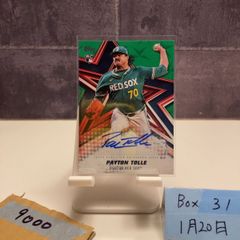 RED SOX
70
PAYTON TOLLE
BOSTON RED SOX
9000
Box 31
1月20日